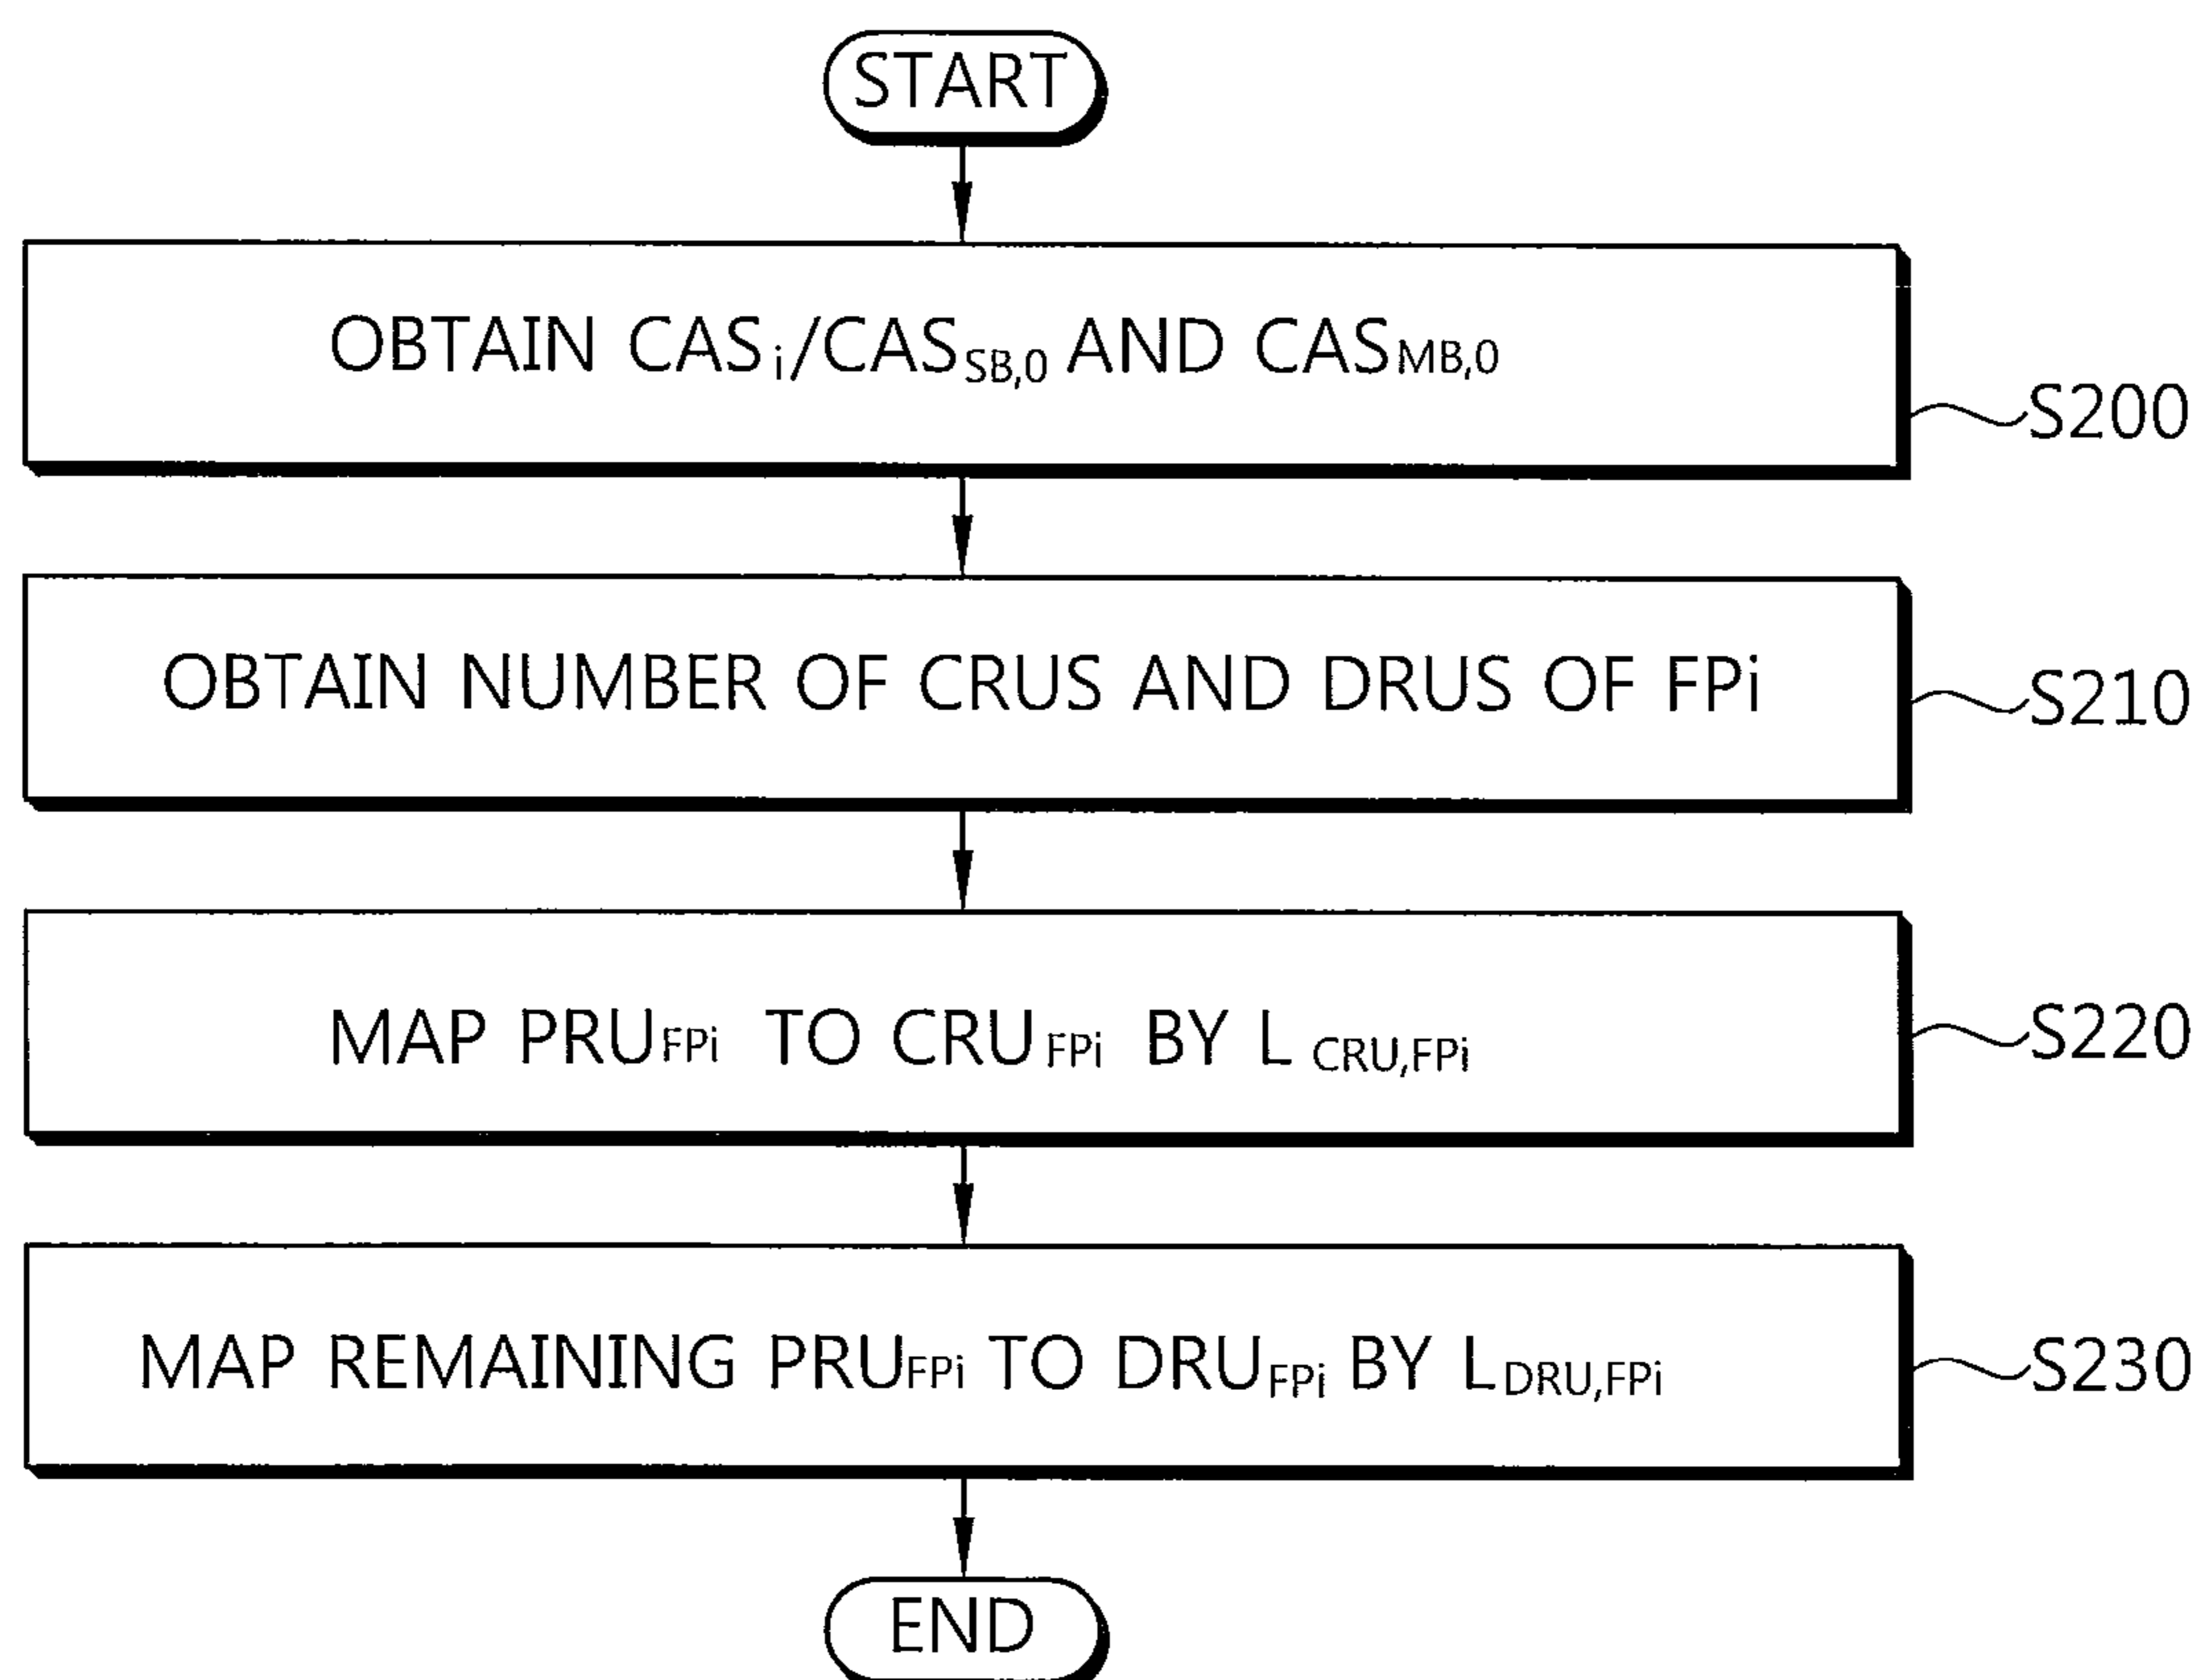 START
OBTAIN CASi/CASSB,0 AND CASMB,0
S200
OBTAIN NUMBER OF CRUS AND DRUS OF FPi
S210
MAP PRUFPi TO CRUFPi BY L CRU,FPi
S220
MAP REMAINING PRUFPi TO DRUFPi BY LDRU,FPi
S230
END